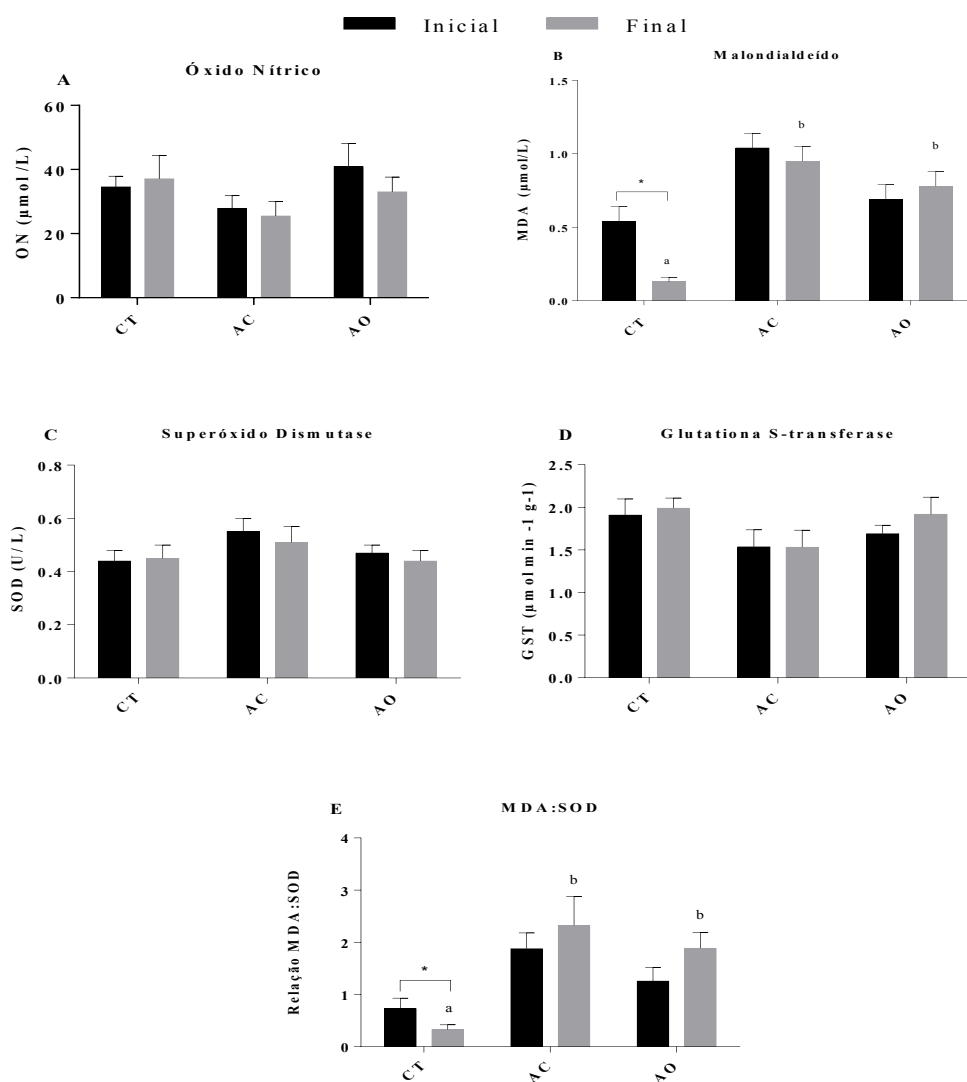 Inicial Final
A Óxido Nítrico
ON (µmol/L)
60
40
20
0
CT AC AO
B Malondialdeído
MDA (µmol/L)
1.5
1.0
0.5
0.0
*
a
b
b
CT AC AO
C Superóxido Dismutase
SOD (U/L)
0.8
0.6
0.4
0.2
0.0
CT AC AO
D Glutationa S-transferase
GST (µmol min -1 g-1)
2.5
2.0
1.5
1.0
0.5
0.0
CT AC AO
E MDA:SOD
Relação MDA:SOD
4
3
2
1
0
*
a
b
b
CT AC AO